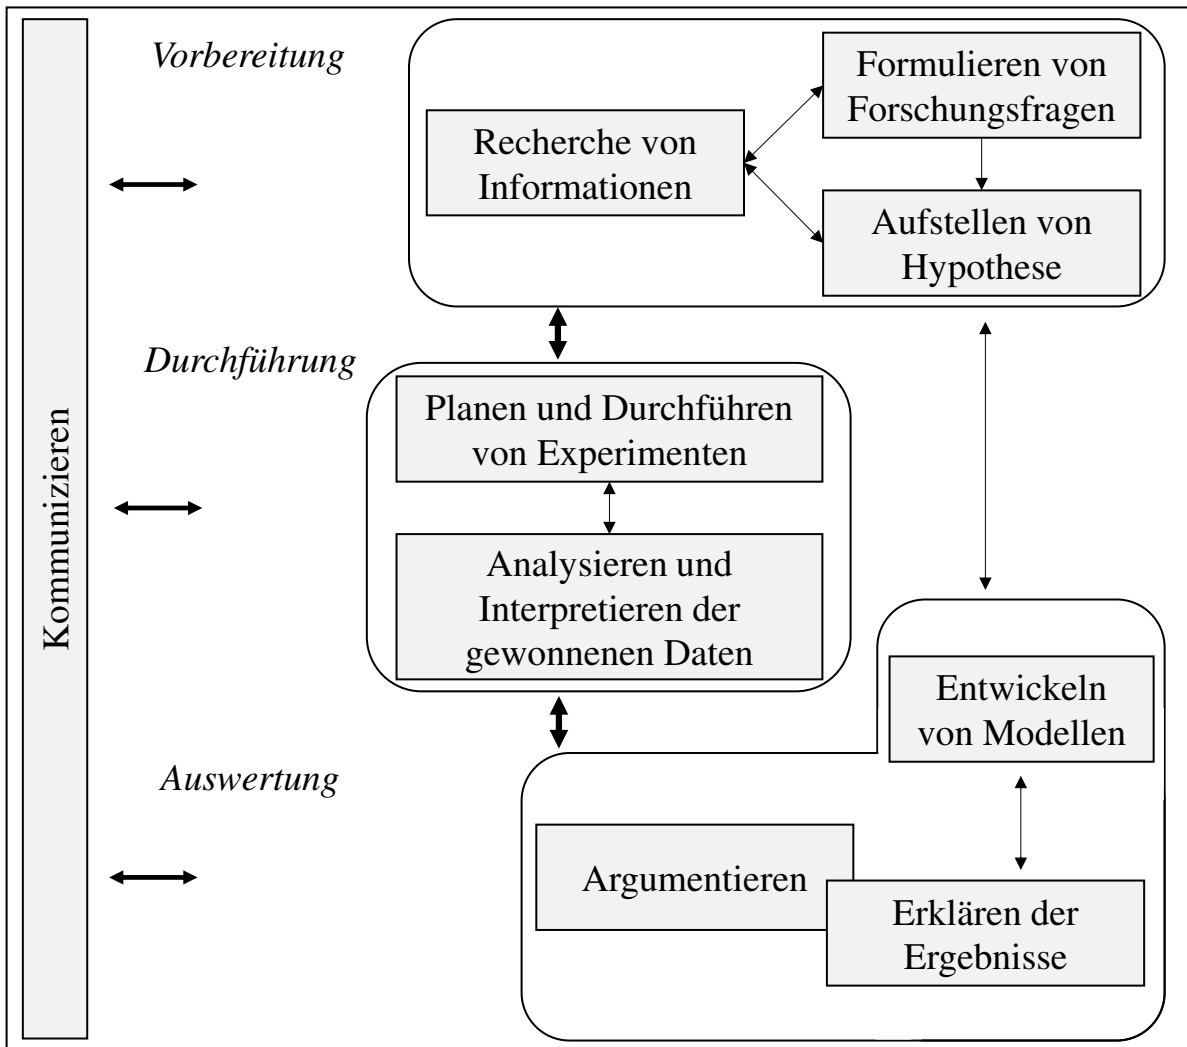 Kommunizieren
Vorbereitung
Recherche von
Informationen
Formulieren von
Forschungsfragen
Aufstellen von
Hypothese
Durchführung
Planen und Durchführen
von Experimenten
Analysieren und
Interpretieren der
gewonnenen Daten
Auswertung
Entwickeln
von Modellen
Argumentieren
Erklären der
Ergebnisse